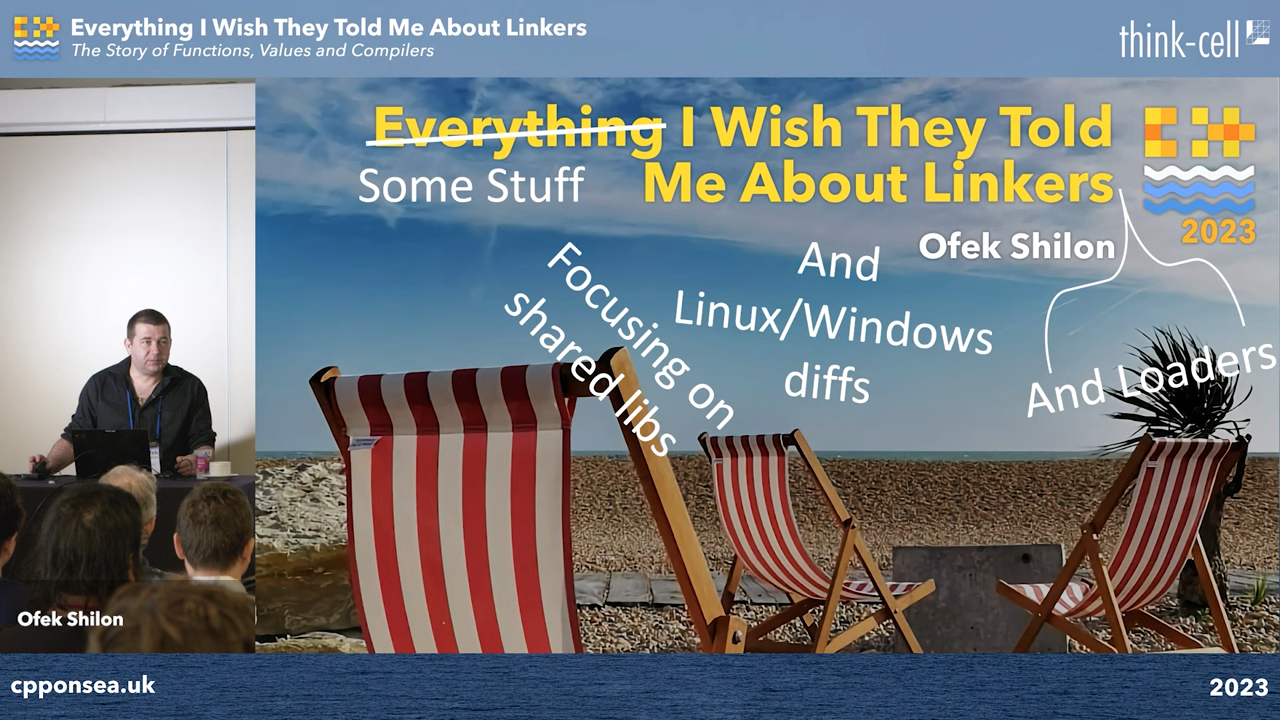 Everything I Wish They Told Me About Linkers
The Story of Functions, Values and Compilers
think-cell
Everything I Wish They Told
Some Stuff Me About Linkers
2023
Ofek Shilon
Focusing on
shared libs
And
Linux/Windows
diffs
And Loaders
Ofek Shilon
cpponsea.uk
2023